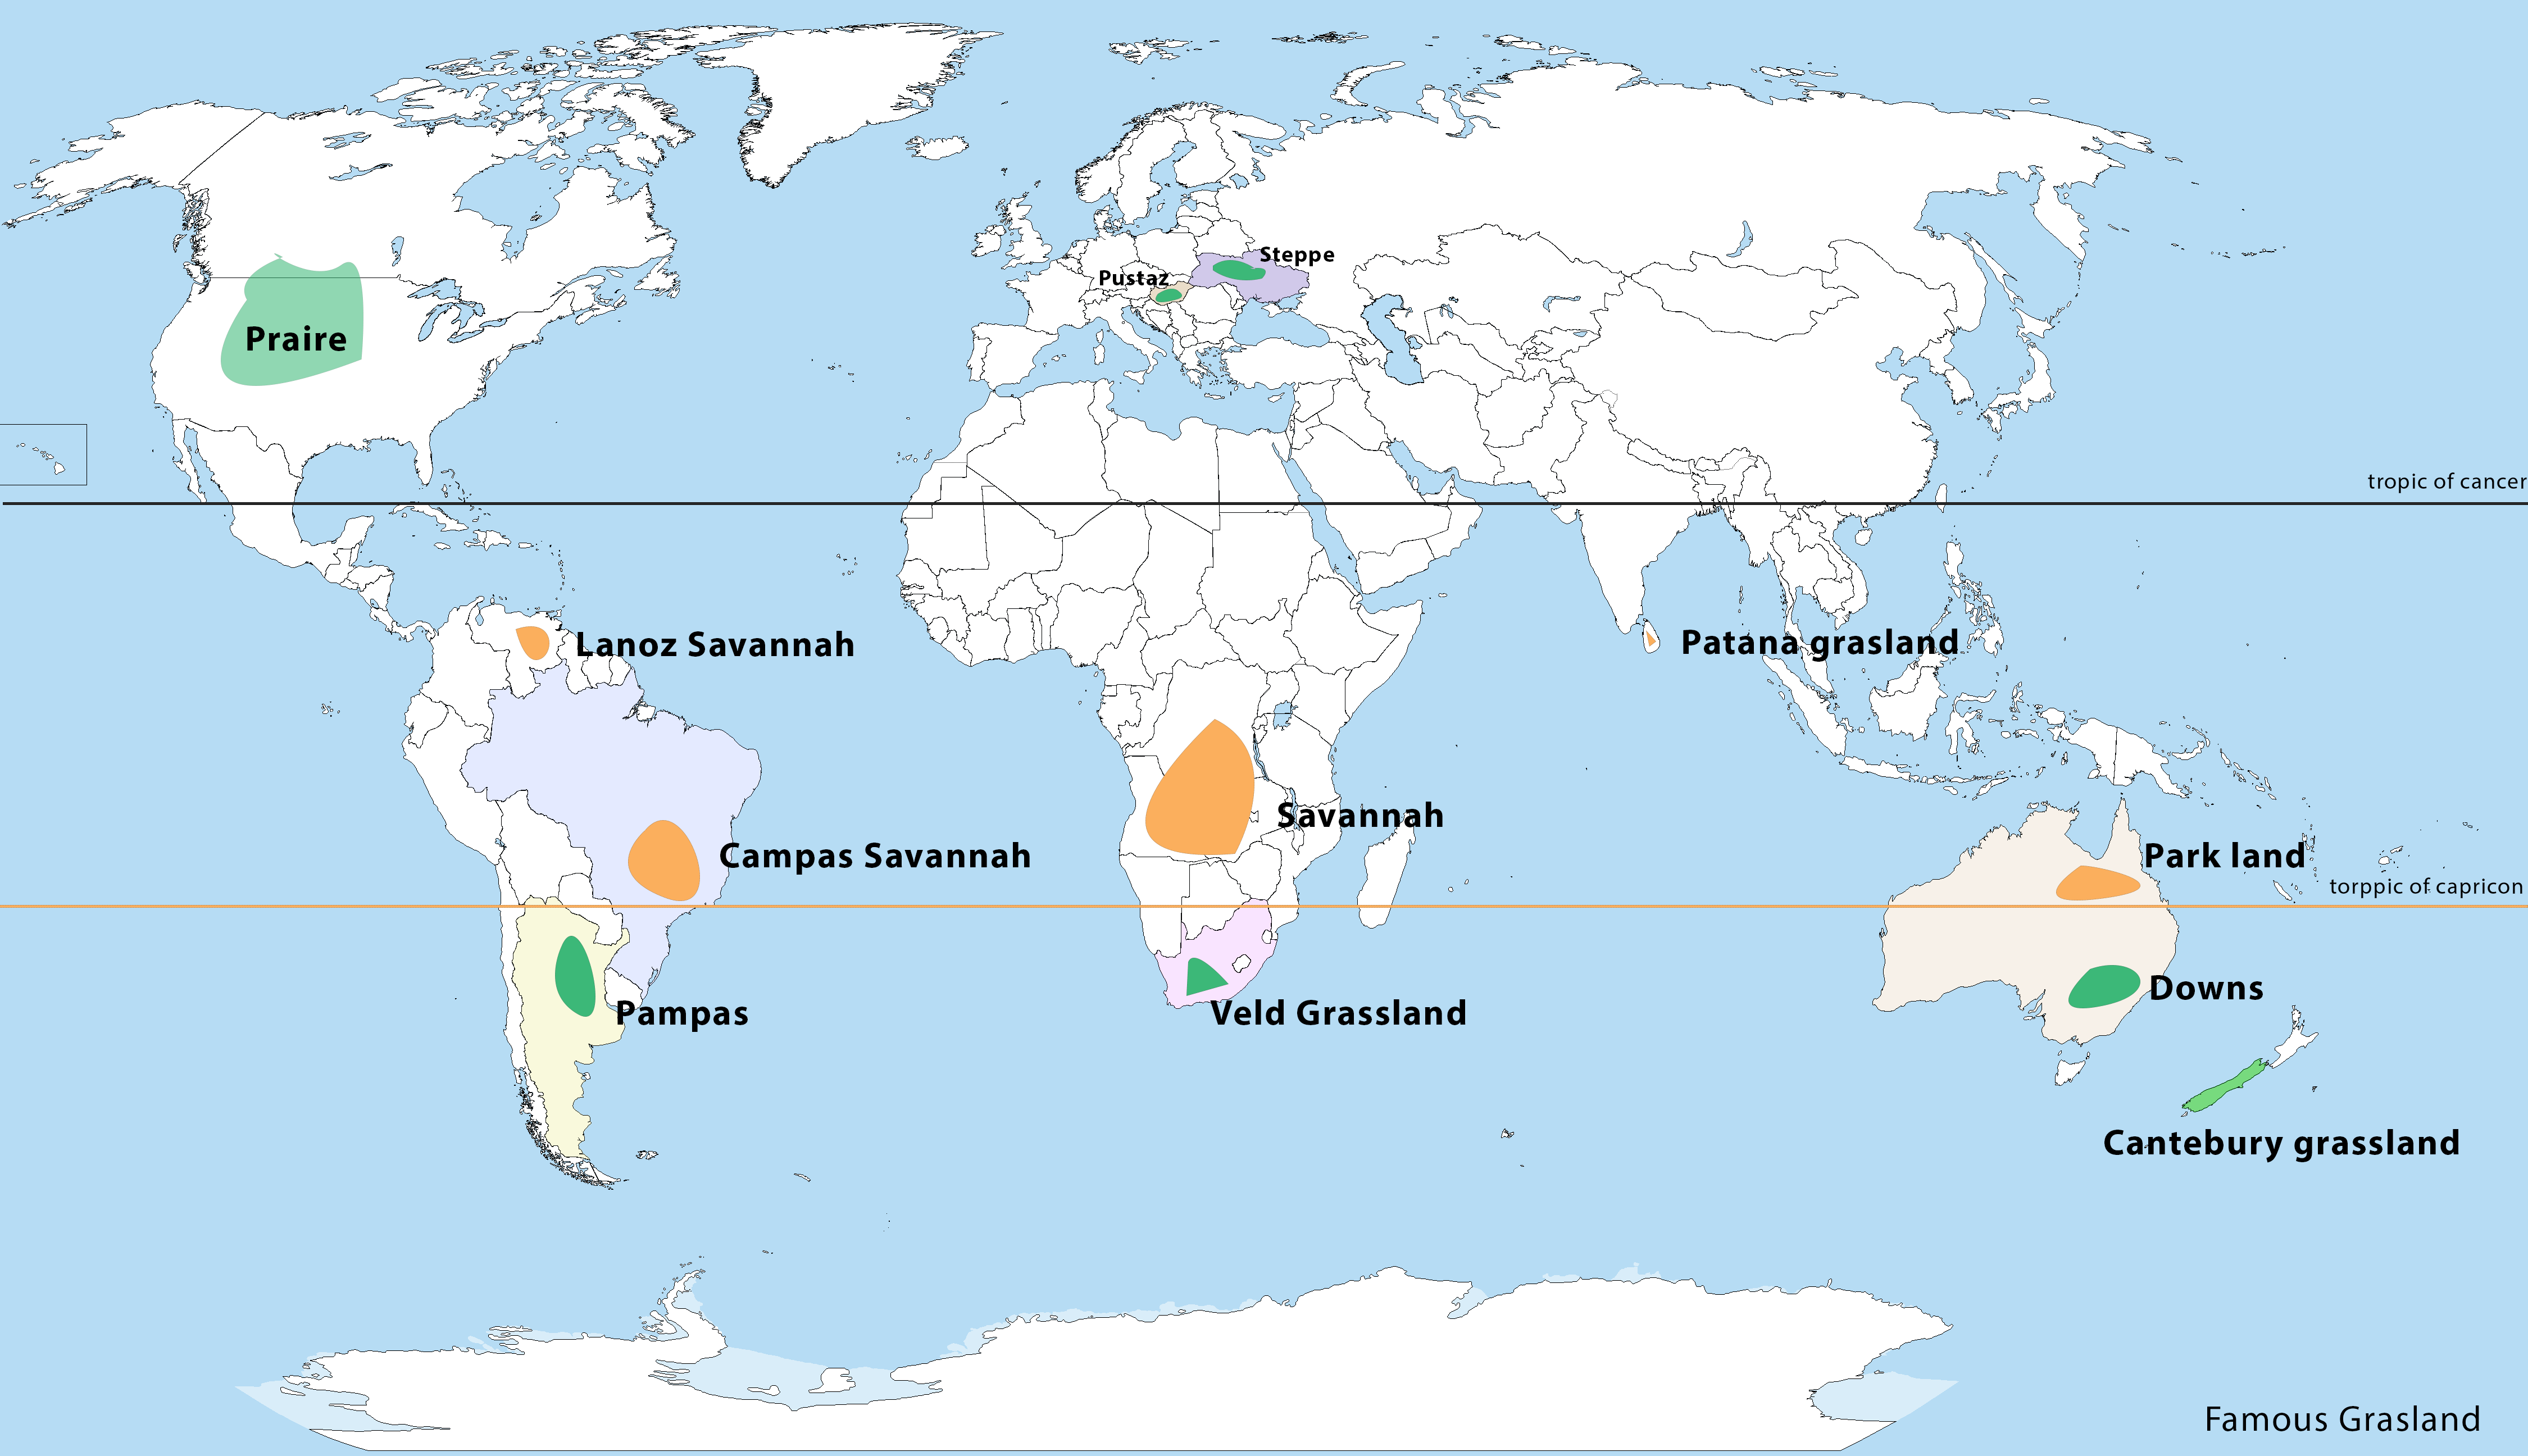 Steppe
Pustaz
Praire
tropic of cancer
Lanoz Savannah
Patana grasland
Savannah
Campas Savannah
Park land
torppic of capricon
Downs
Pampas
Veld Grassland
Cantebury grassland
Famous Grasland